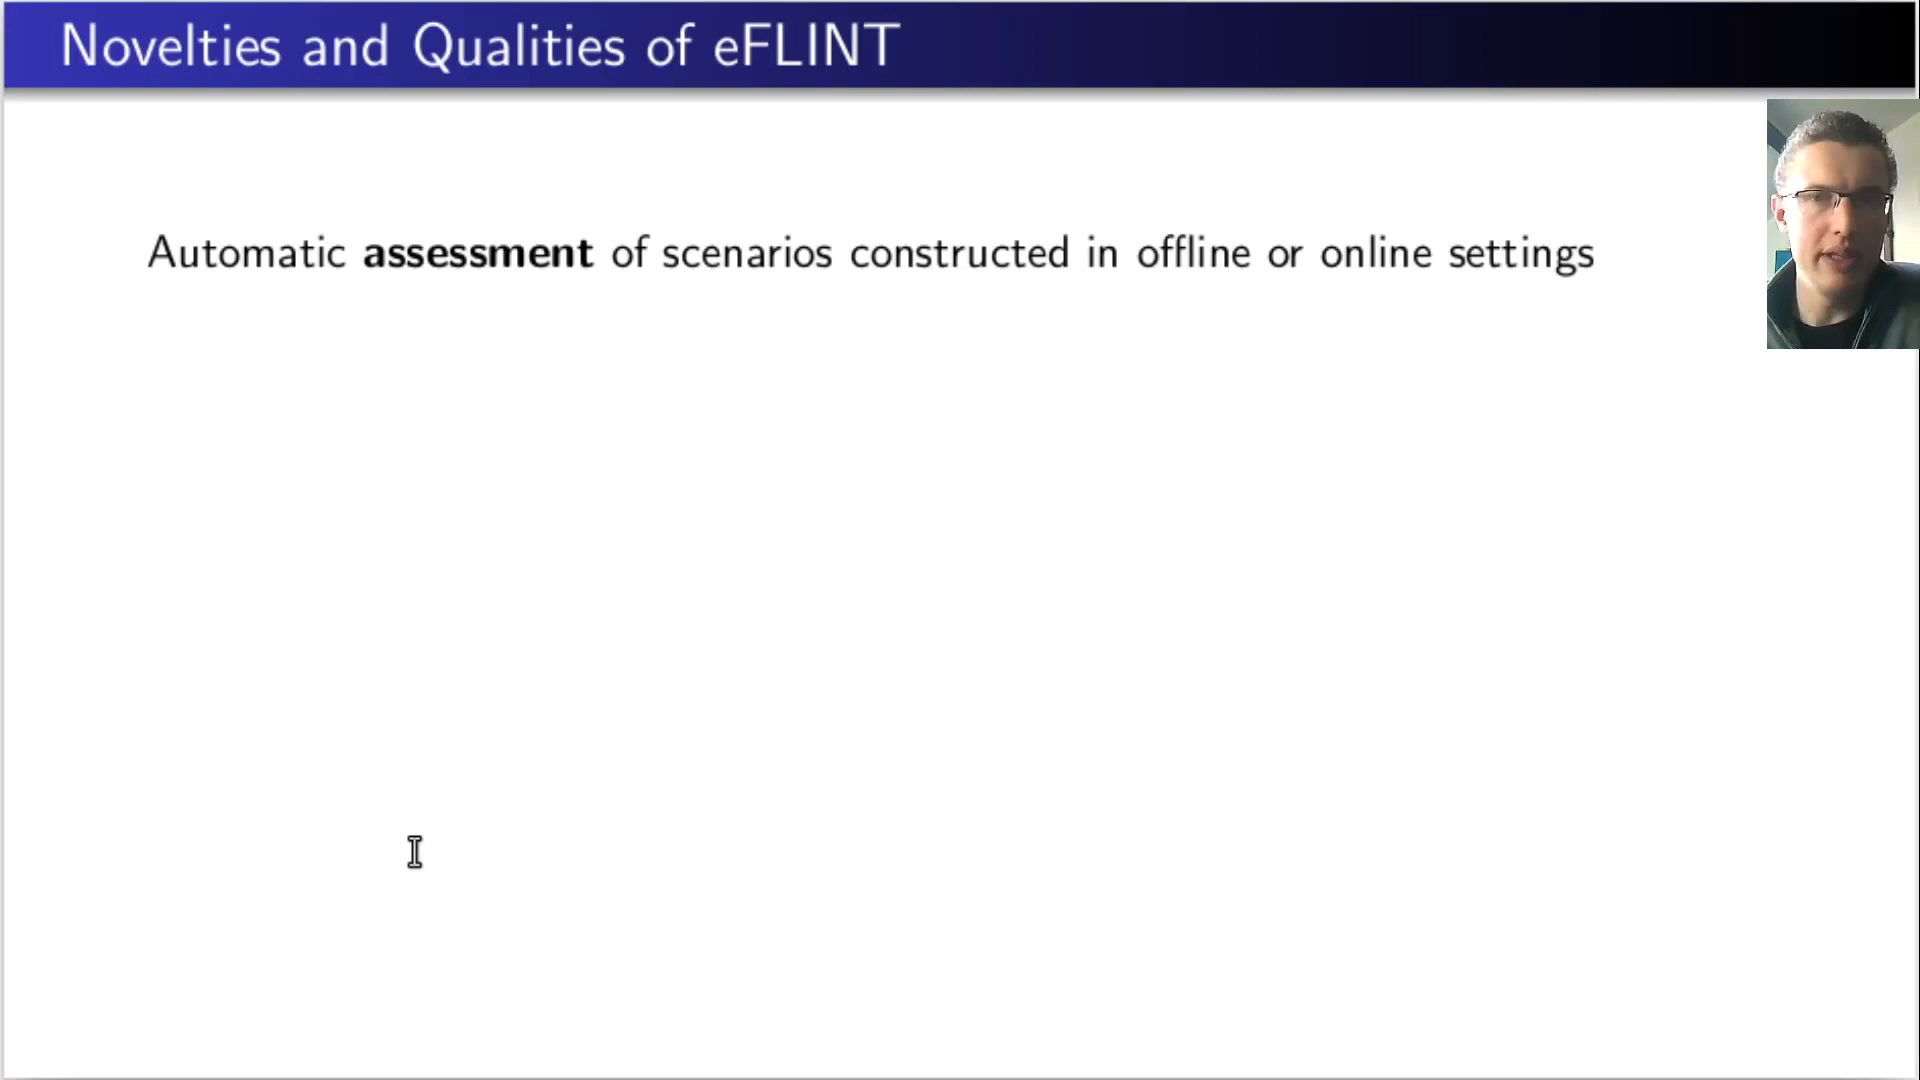 Novelties and Qualities of eFLINT
Automatic assessment of scenarios constructed in offline or online settings